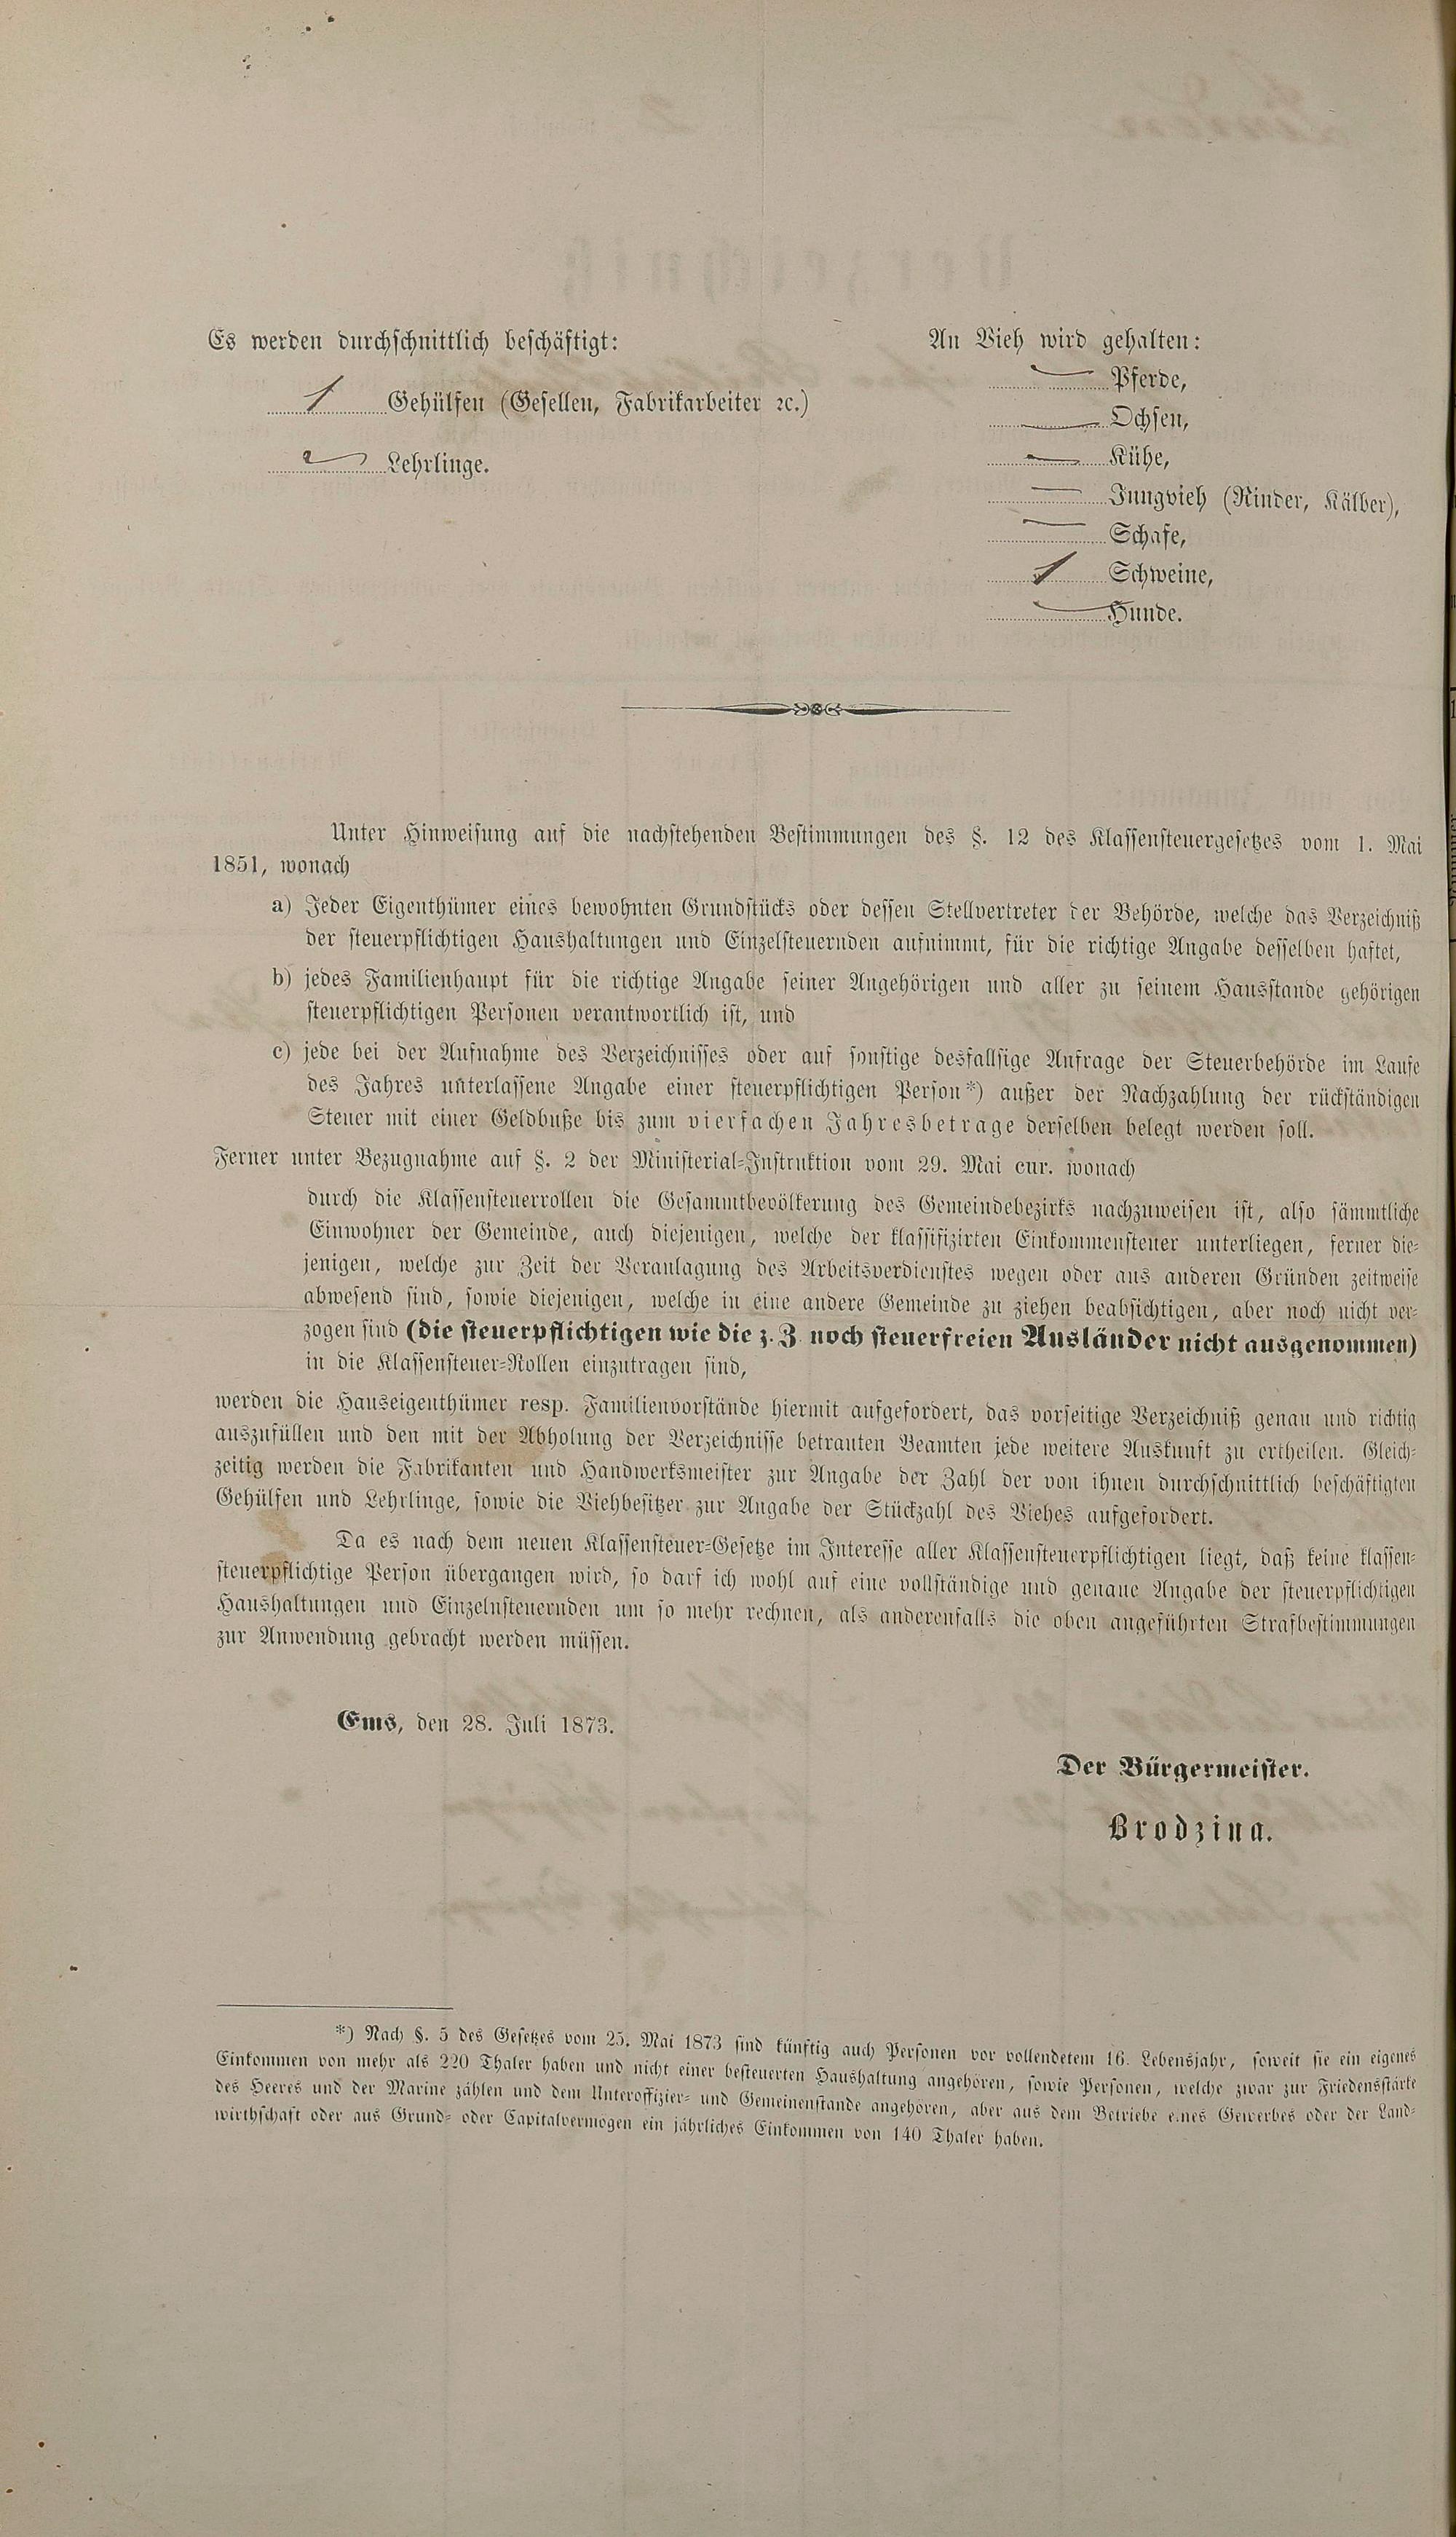 Es werden durchschnittlich beschäftigt:
1 Gehülfen (Gesellen, Fabrikarbeiter ꝛc.)
2 Lehrlinge.
An Vieh wird gehalten:
— Pferde,
— Ochsen,
— Kühe,
— Jungvieh (Rinder, Kälber),
— Schafe,
1 Schweine,
— Hunde.
Unter Hinweisung auf die nachstehenden Bestimmungen des §. 12 des Klassensteuergesetzes vom 1. Mai
1851, wonach
a) Jeder Eigenthümer eines bewohnten Grundstücks oder dessen Stellvertreter der Behörde, welche das Verzeichniß
der steuerpflichtigen Haushaltungen und Einzelsteuernden aufnimmt, für die richtige Angabe desselben haftet,
b) jedes Familienhaupt für die richtige Angabe seiner Angehörigen und aller zu seinem Hausstande gehörigen
steuerpflichtigen Personen verantwortlich ist, und
c) jede bei der Aufnahme des Verzeichnisses oder auf sonstige desfallsige Anfrage der Steuerbehörde im Laufe
des Jahres unterlassene Angabe einer steuerpflichtigen Person*) außer der Nachzahlung der rückständigen
Steuer mit einer Geldbuße bis zum vierfachen Jahresbetrage derselben belegt werden soll.
Ferner unter Bezugnahme auf §. 2 der Ministerial-Instruktion vom 29. Mai cur. wonach
durch die Klassensteuerrollen die Gesammtbevölkerung des Gemeindebezirks nachzuweisen ist, also sämmtliche
Einwohner der Gemeinde, auch diejenigen, welche der klassifizirten Einkommensteuer unterliegen, ferner die-
jenigen, welche zur Zeit der Veranlagung des Arbeitsverdienstes wegen oder aus anderen Gründen zeitweise
abwesend sind, sowie diejenigen, welche in eine andere Gemeinde zu ziehen beabsichtigen, aber noch nicht ver-
zogen sind (die steuerpflichtigen wie die z. Z. noch steuerfreien Ausländer nicht ausgenommen)
in die Klassensteuer-Rollen einzutragen sind,
werden die Hauseigenthümer resp. Familienvorstände hiermit aufgefordert, das vorseitige Verzeichniß genau und richtig
auszufüllen und den mit der Abholung der Verzeichnisse betrauten Beamten jede weitere Auskunft zu ertheilen. Gleich-
zeitig werden die Fabrikanten und Handwerksmeister zur Angabe der Zahl der von ihnen durchschnittlich beschäftigten
Gehülfen und Lehrlinge, sowie die Viehbesitzer zur Angabe der Stückzahl des Viehes aufgefordert.
Da es nach dem neuen Klassensteuer-Gesetze im Interesse aller Klassensteuerpflichtigen liegt, daß keine klassen-
steuerpflichtige Person übergangen wird, so darf ich wohl auf eine vollständige und genaue Angabe der steuerpflichtigen
Haushaltungen und Einzelnsteuernden um so mehr rechnen, als anderenfalls die oben angeführten Strafbestimmungen
zur Anwendung gebracht werden müssen.
Ems, den 28. Juli 1873.
Der Bürgermeister.
Brodzina.
*) Nach §. 5 des Gesetzes vom 25. Mai 1873 sind künftig auch Personen vor vollendetem 16. Lebensjahr, soweit sie ein eigenes
Einkommen von mehr als 220 Thaler haben und nicht einer besteuerten Haushaltung angehören, sowie Personen, welche zwar zur Friedensstärke
des Heeres und der Marine zählen und dem Unteroffizier- und Gemeinenstande angehören, aber aus dem Betriebe eines Gewerbes oder der Land-
wirthschaft oder aus Grund- oder Capitalvermögen ein jährliches Einkommen von 140 Thaler haben.